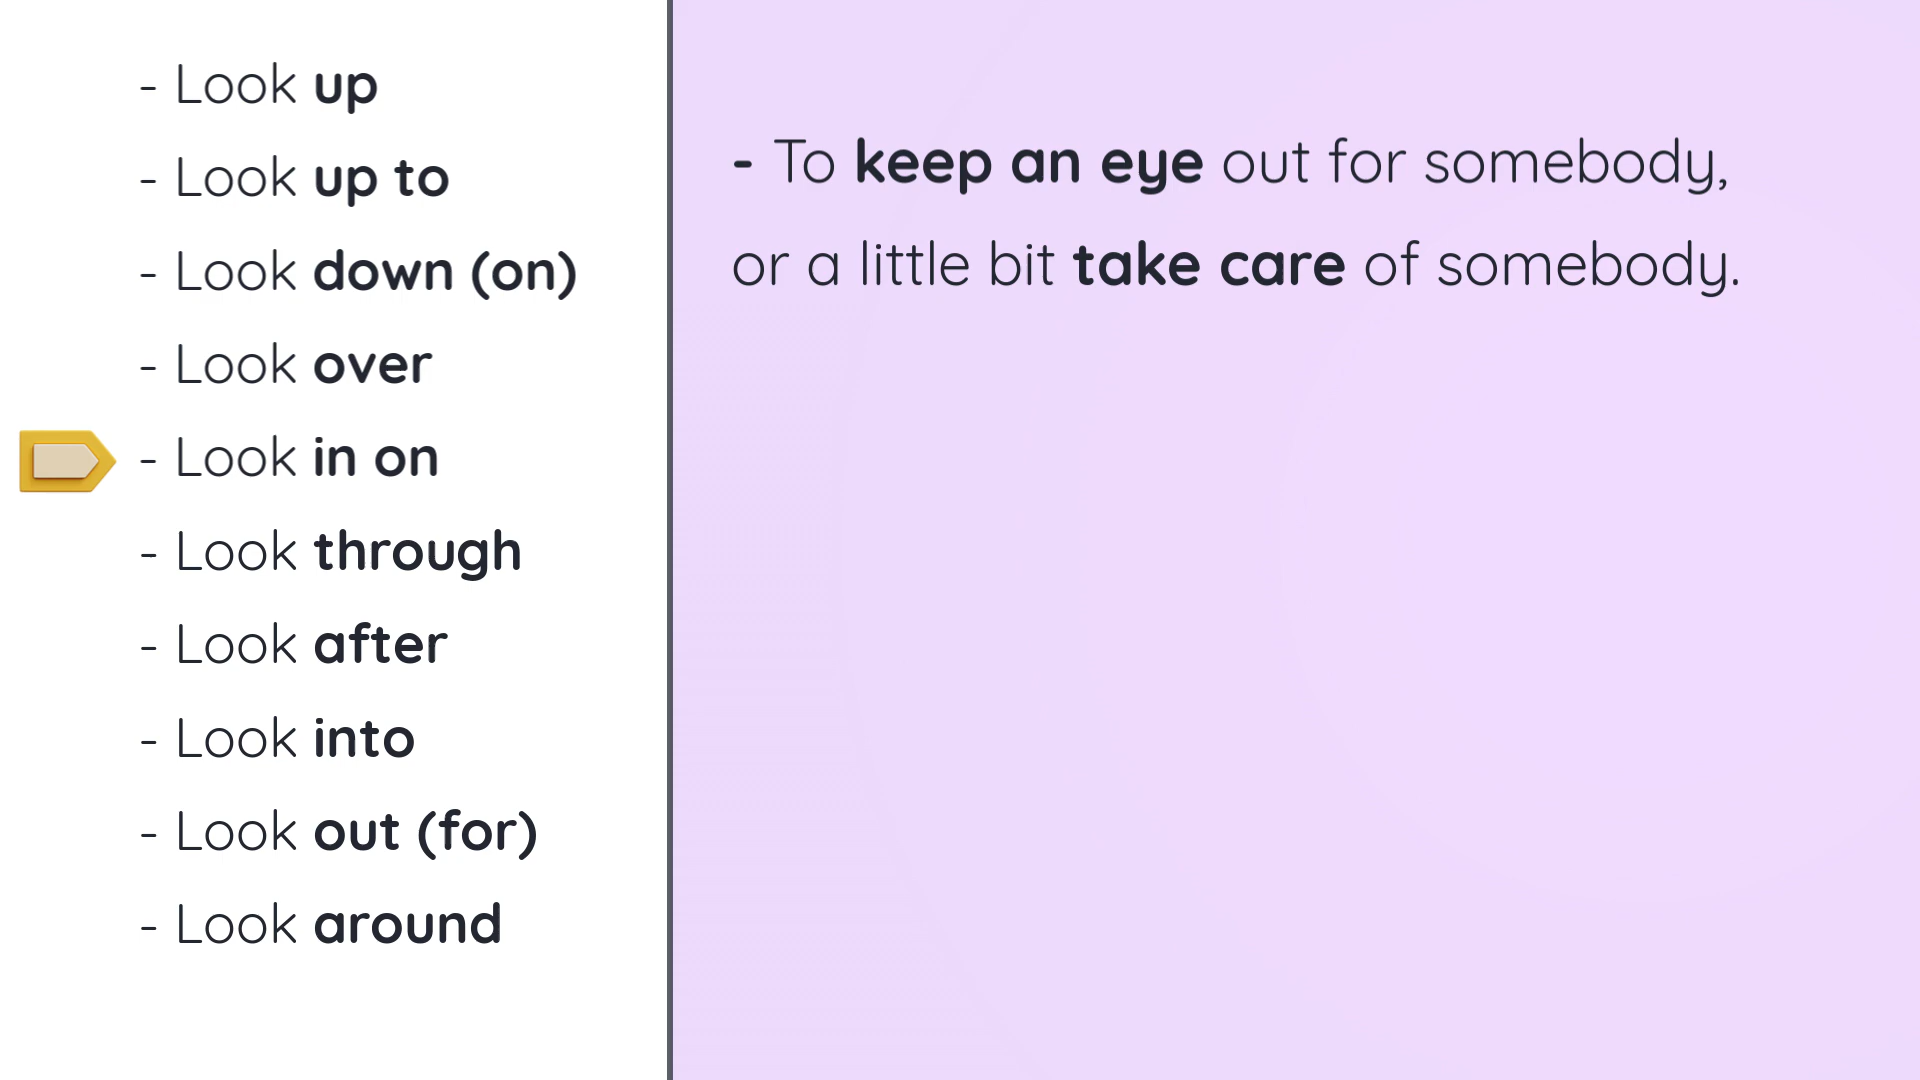 - Look up
- Look up to
- Look down (on)
- Look over
- Look in on
- Look through
- Look after
- Look into
- Look out (for)
- Look around
- To keep an eye out for somebody,
or a little bit take care of somebody.